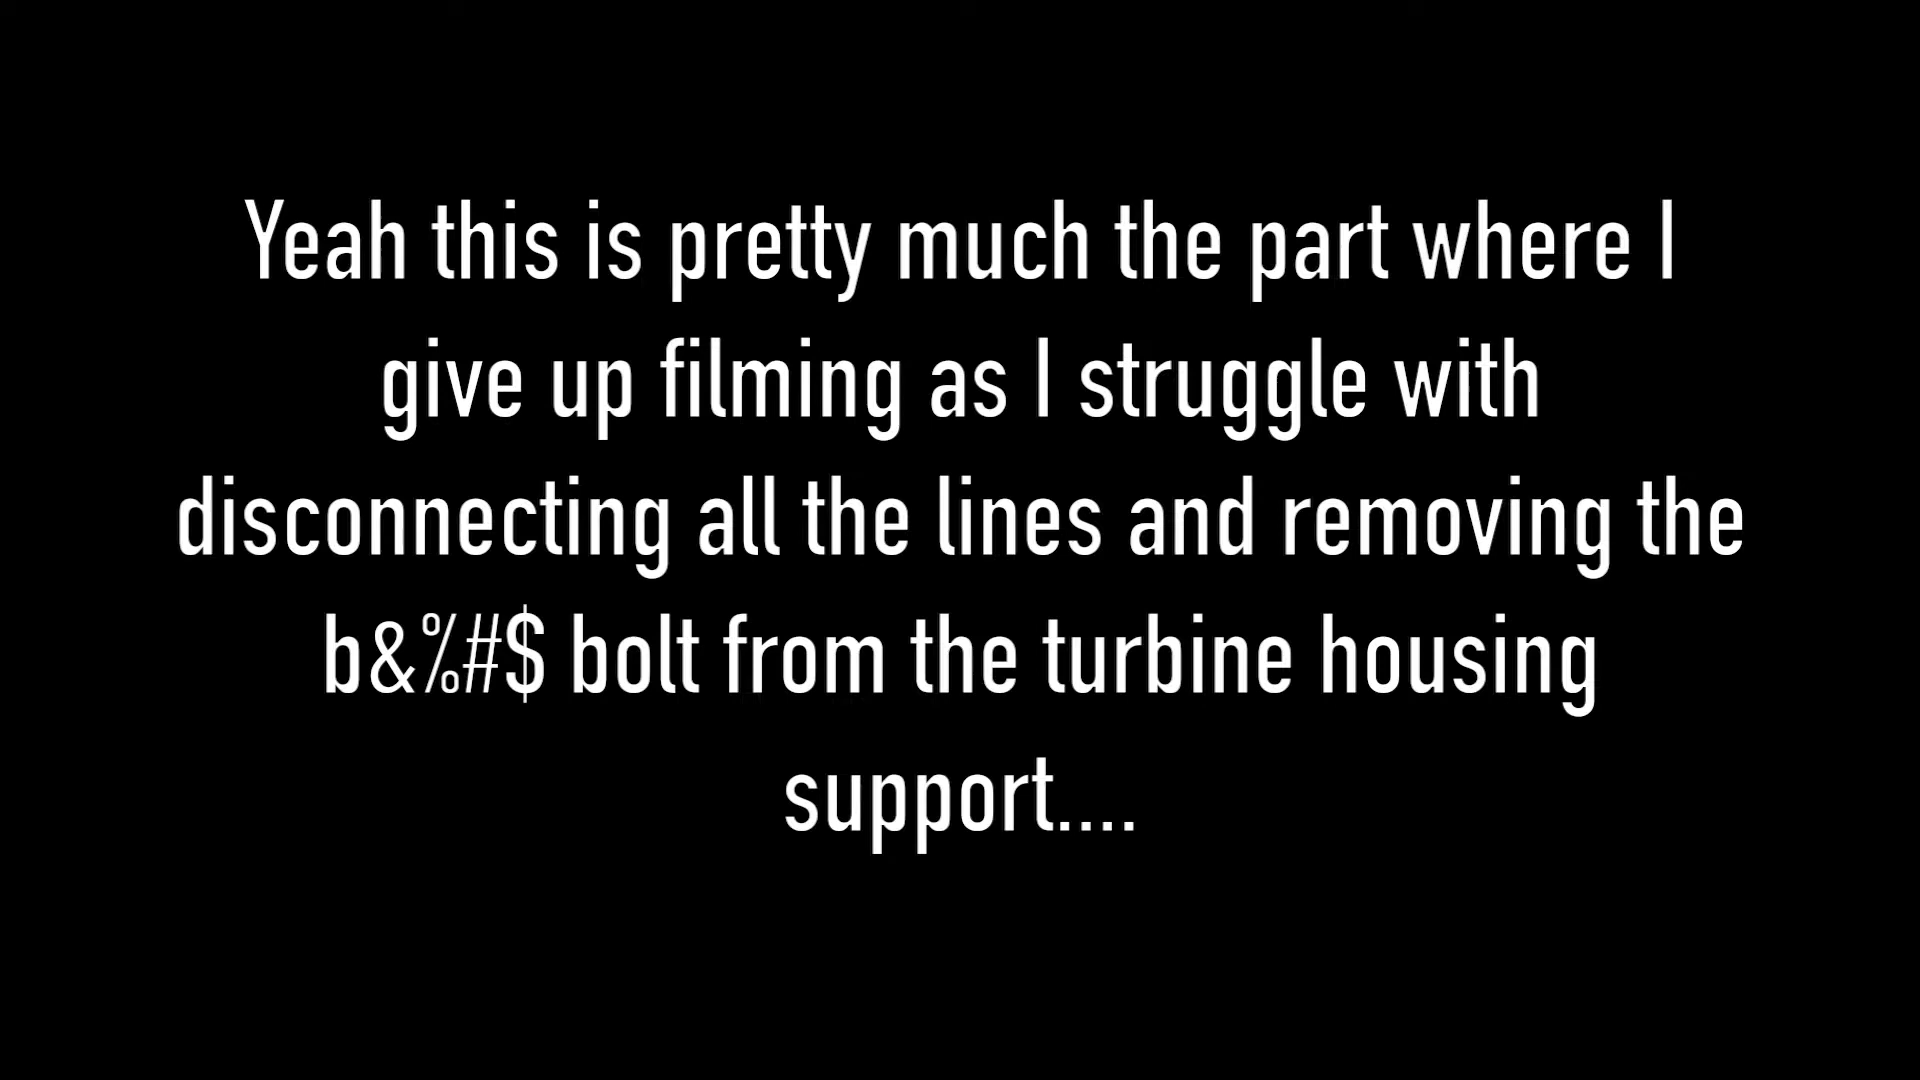 Yeah this is pretty much the part where I
give up filming as I struggle with
disconnecting all the lines and removing the
b&%#$ bolt from the turbine housing
support....